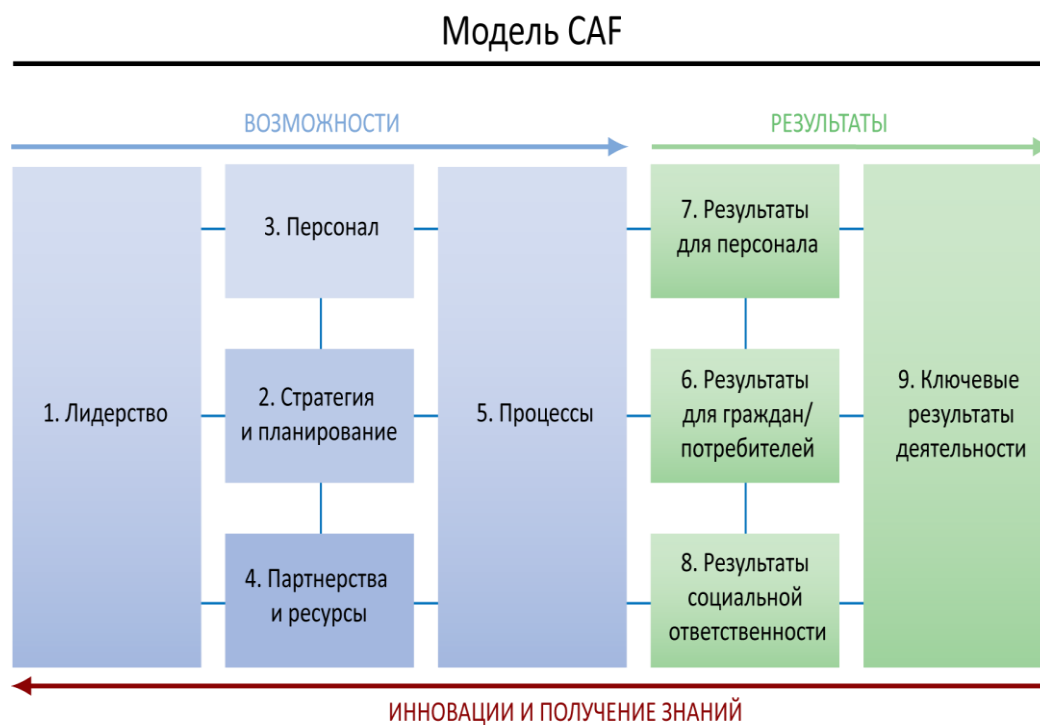 Модель CAF
ВОЗМОЖНОСТИ
РЕЗУЛЬТАТЫ
1. Лидерство
3. Персонал
2. Стратегия
и планирование
4. Партнерства
и ресурсы
5. Процессы
7. Результаты
для персонала
6. Результаты
для граждан/
потребителей
8. Результаты
социальной
ответственности
9. Ключевые
результаты
деятельности
ИННОВАЦИИ И ПОЛУЧЕНИЕ ЗНАНИЙ